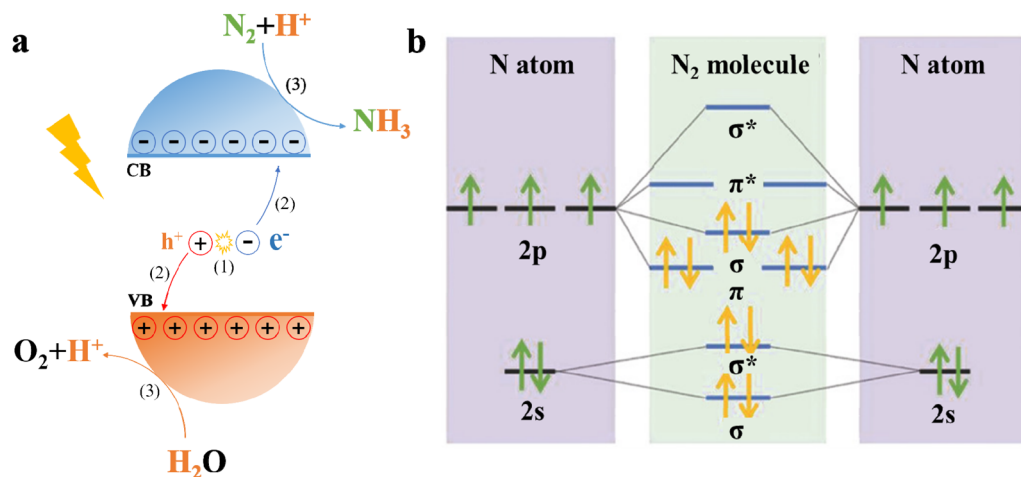 a
N₂+H⁺
(3)
NH₃
CB
(2)
h⁺
e⁻
(1)
(2)
VB
O₂+H⁺
(3)
H₂O
b
N atom
N₂ molecule
N atom
σ*
π*
2p
σ
π
2p
σ*
2s
σ
2s